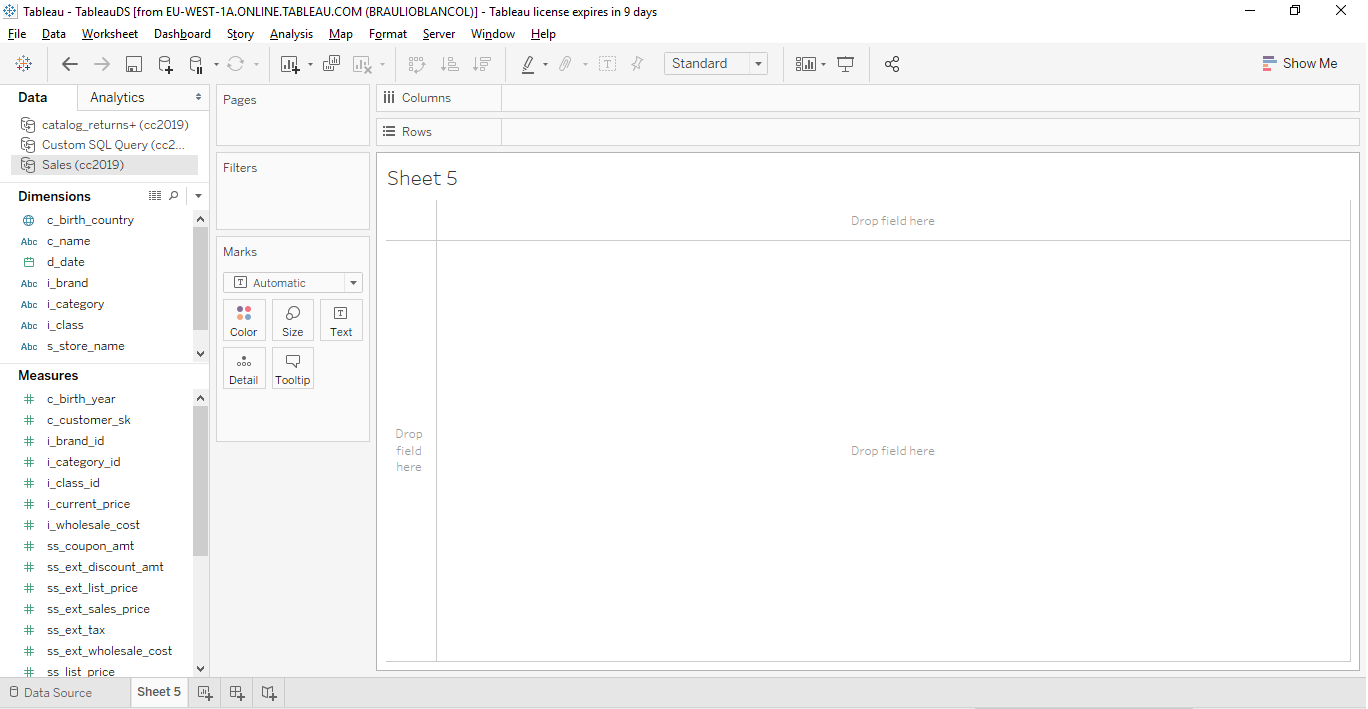 Tableau - TableauDS [from EU-WEST-1A.ONLINE.TABLEAU.COM (BRAULIOBLANCOL)] - Tableau license expires in 9 days
File Data Worksheet Dashboard Story Analysis Map Format Server Window Help
Standard
Show Me
Data Analytics
catalog_returns+ (cc2019)
Custom SQL Query (cc2...
Sales (cc2019)
Dimensions
c_birth_country
Abc c_name
d_date
Abc i_brand
Abc i_category
Abc i_class
Abc s_store_name
Measures
# c_birth_year
# c_customer_sk
# i_brand_id
# i_category_id
# i_class_id
# i_current_price
# i_wholesale_cost
# ss_coupon_amt
# ss_ext_discount_amt
# ss_ext_list_price
# ss_ext_sales_price
# ss_ext_tax
# ss_ext_wholesale_cost
# ss_list_price
Pages
Filters
Marks
T Automatic
Color Size Text
Detail Tooltip
Columns
Rows
Sheet 5
Drop field here
Drop
field
here
Drop field here
Data Source Sheet 5